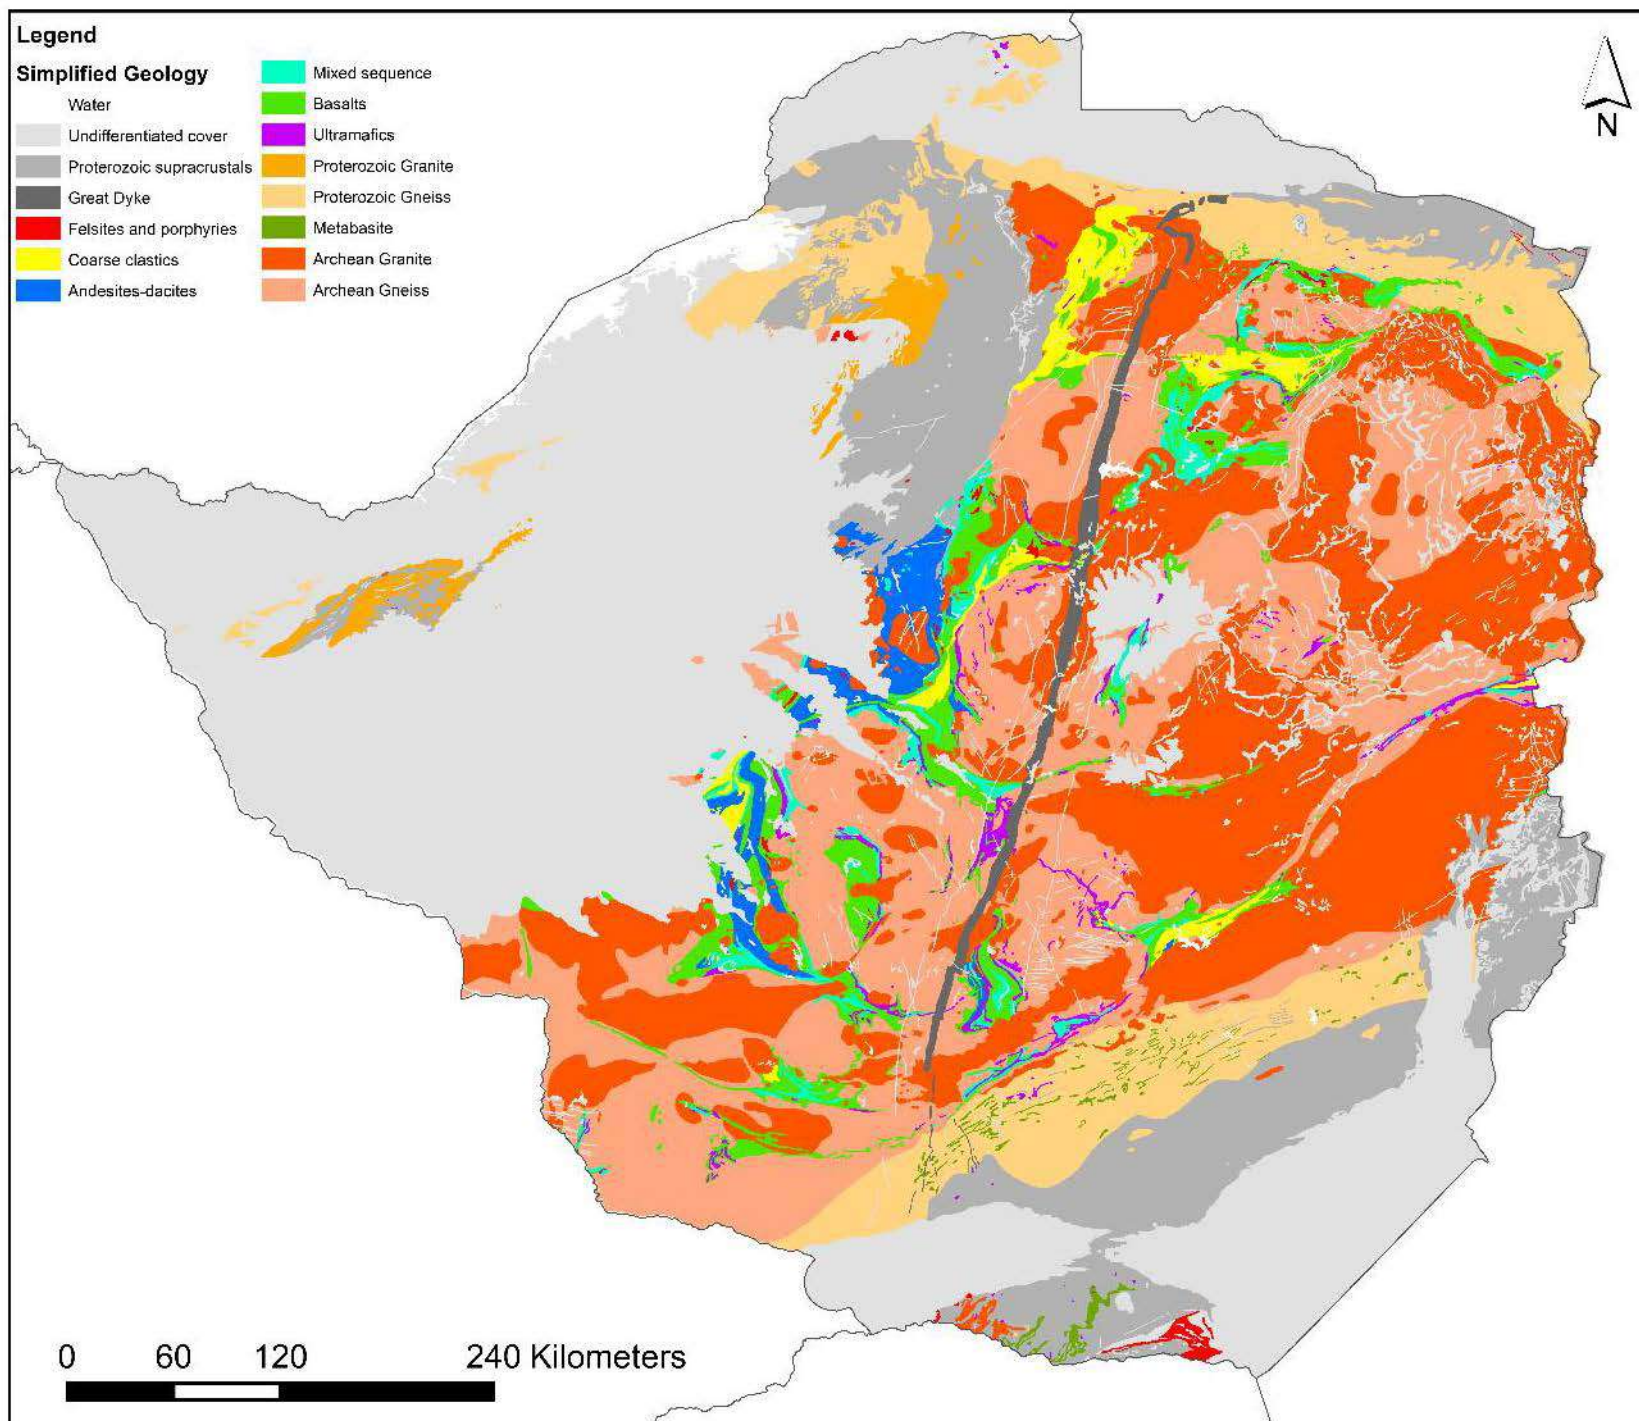 Legend
Simplified Geology
Water
Undifferentiated cover
Proterozoic supracrustals
Great Dyke
Felsites and porphyries
Coarse clastics
Andesites-dacites
Mixed sequence
Basalts
Ultramafics
Proterozoic Granite
Proterozoic Gneiss
Metabasite
Archean Granite
Archean Gneiss
N
0 60 120 240 Kilometers